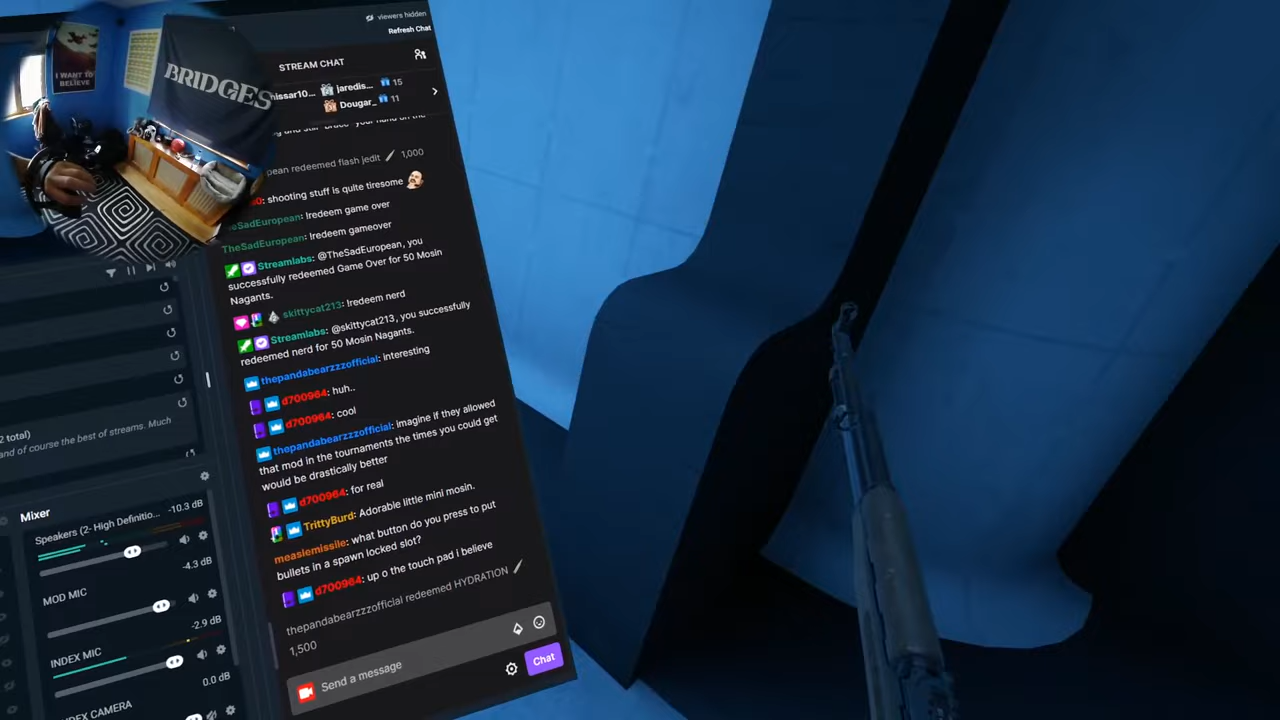 viewers hidden
Refresh Chat
STREAM CHAT
I WANT TO
BELIEVE
BRIDGES
jaredis... 15
Dougar_ 11
redeemed flash jedit 1,000
shooting stuff is quite tiresome
TheSadEuropean: !redeem game over
TheSadEuropean: !redeem gameover
Streamlabs: @TheSadEuropean, you
successfully redeemed Game Over for 50 Mosin
Nagants.
skittycat213: !redeem nerd
Streamlabs: @skittycat213, you successfully
redeemed nerd for 50 Mosin Nagants.
thepandabearzzzofficial: interesting
d700964: huh..
d700964: cool
thepandabearzzzofficial: imagine if they allowed
that mod in the tournaments the times you could get
would be drastically better
d700964: for real
TrittyBurd: Adorable little mini mosin.
measlemissile: what button do you press to put
bullets in a spawn locked slot?
d700964: up o the touch pad i believe
thepandabearzzzofficial redeemed HYDRATION
1,500
Send a message
Chat
2 total)
and of course the best of streams. Much
Mixer
Speakers (2- High Definitio... -10.3 dB
-4.3 dB
MOD MIC
-2.9 dB
INDEX MIC
0.0 dB
CAMERA